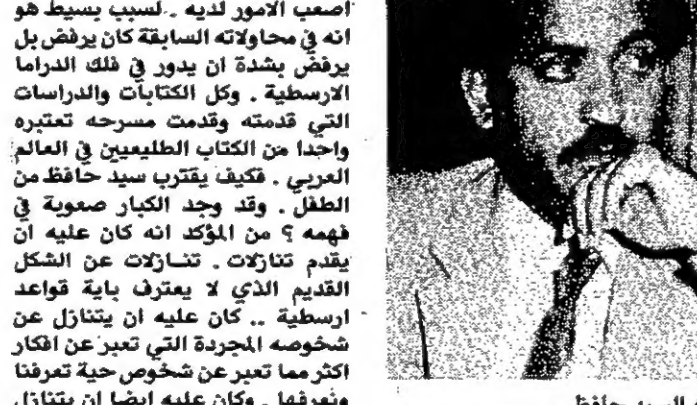 اصعب الامور لديه .. لسبب بسيط هو
انه في محاولاته السابقة كان يرفض بل
يرفض بشدة ان يدور في فلك الدراما
الارسطية . وكل الكتابات والدراسات
التي قدمته وقدمت مسرحه تعتبره
واحدا من الكتاب الطليعيين في العالم
العربي . فكيف يقترب سيد حافظ من
الطفل . وقد وجد الكبار صعوبة في
فهمه ؟ من المؤكد انه كان عليه ان
يقدم تنازلات . تنازلات عن الشكل
القديم الذي لا يعترف باية قواعد
ارسطية .. كان عليه ان يتنازل عن
شخوصه المجردة التي تعبر عن افكار
اكثر مما تعبر عن شخوص حية تعرفنا
ونعرفها . وكان عليه ايضا ان يتنازل
السيد حافظ